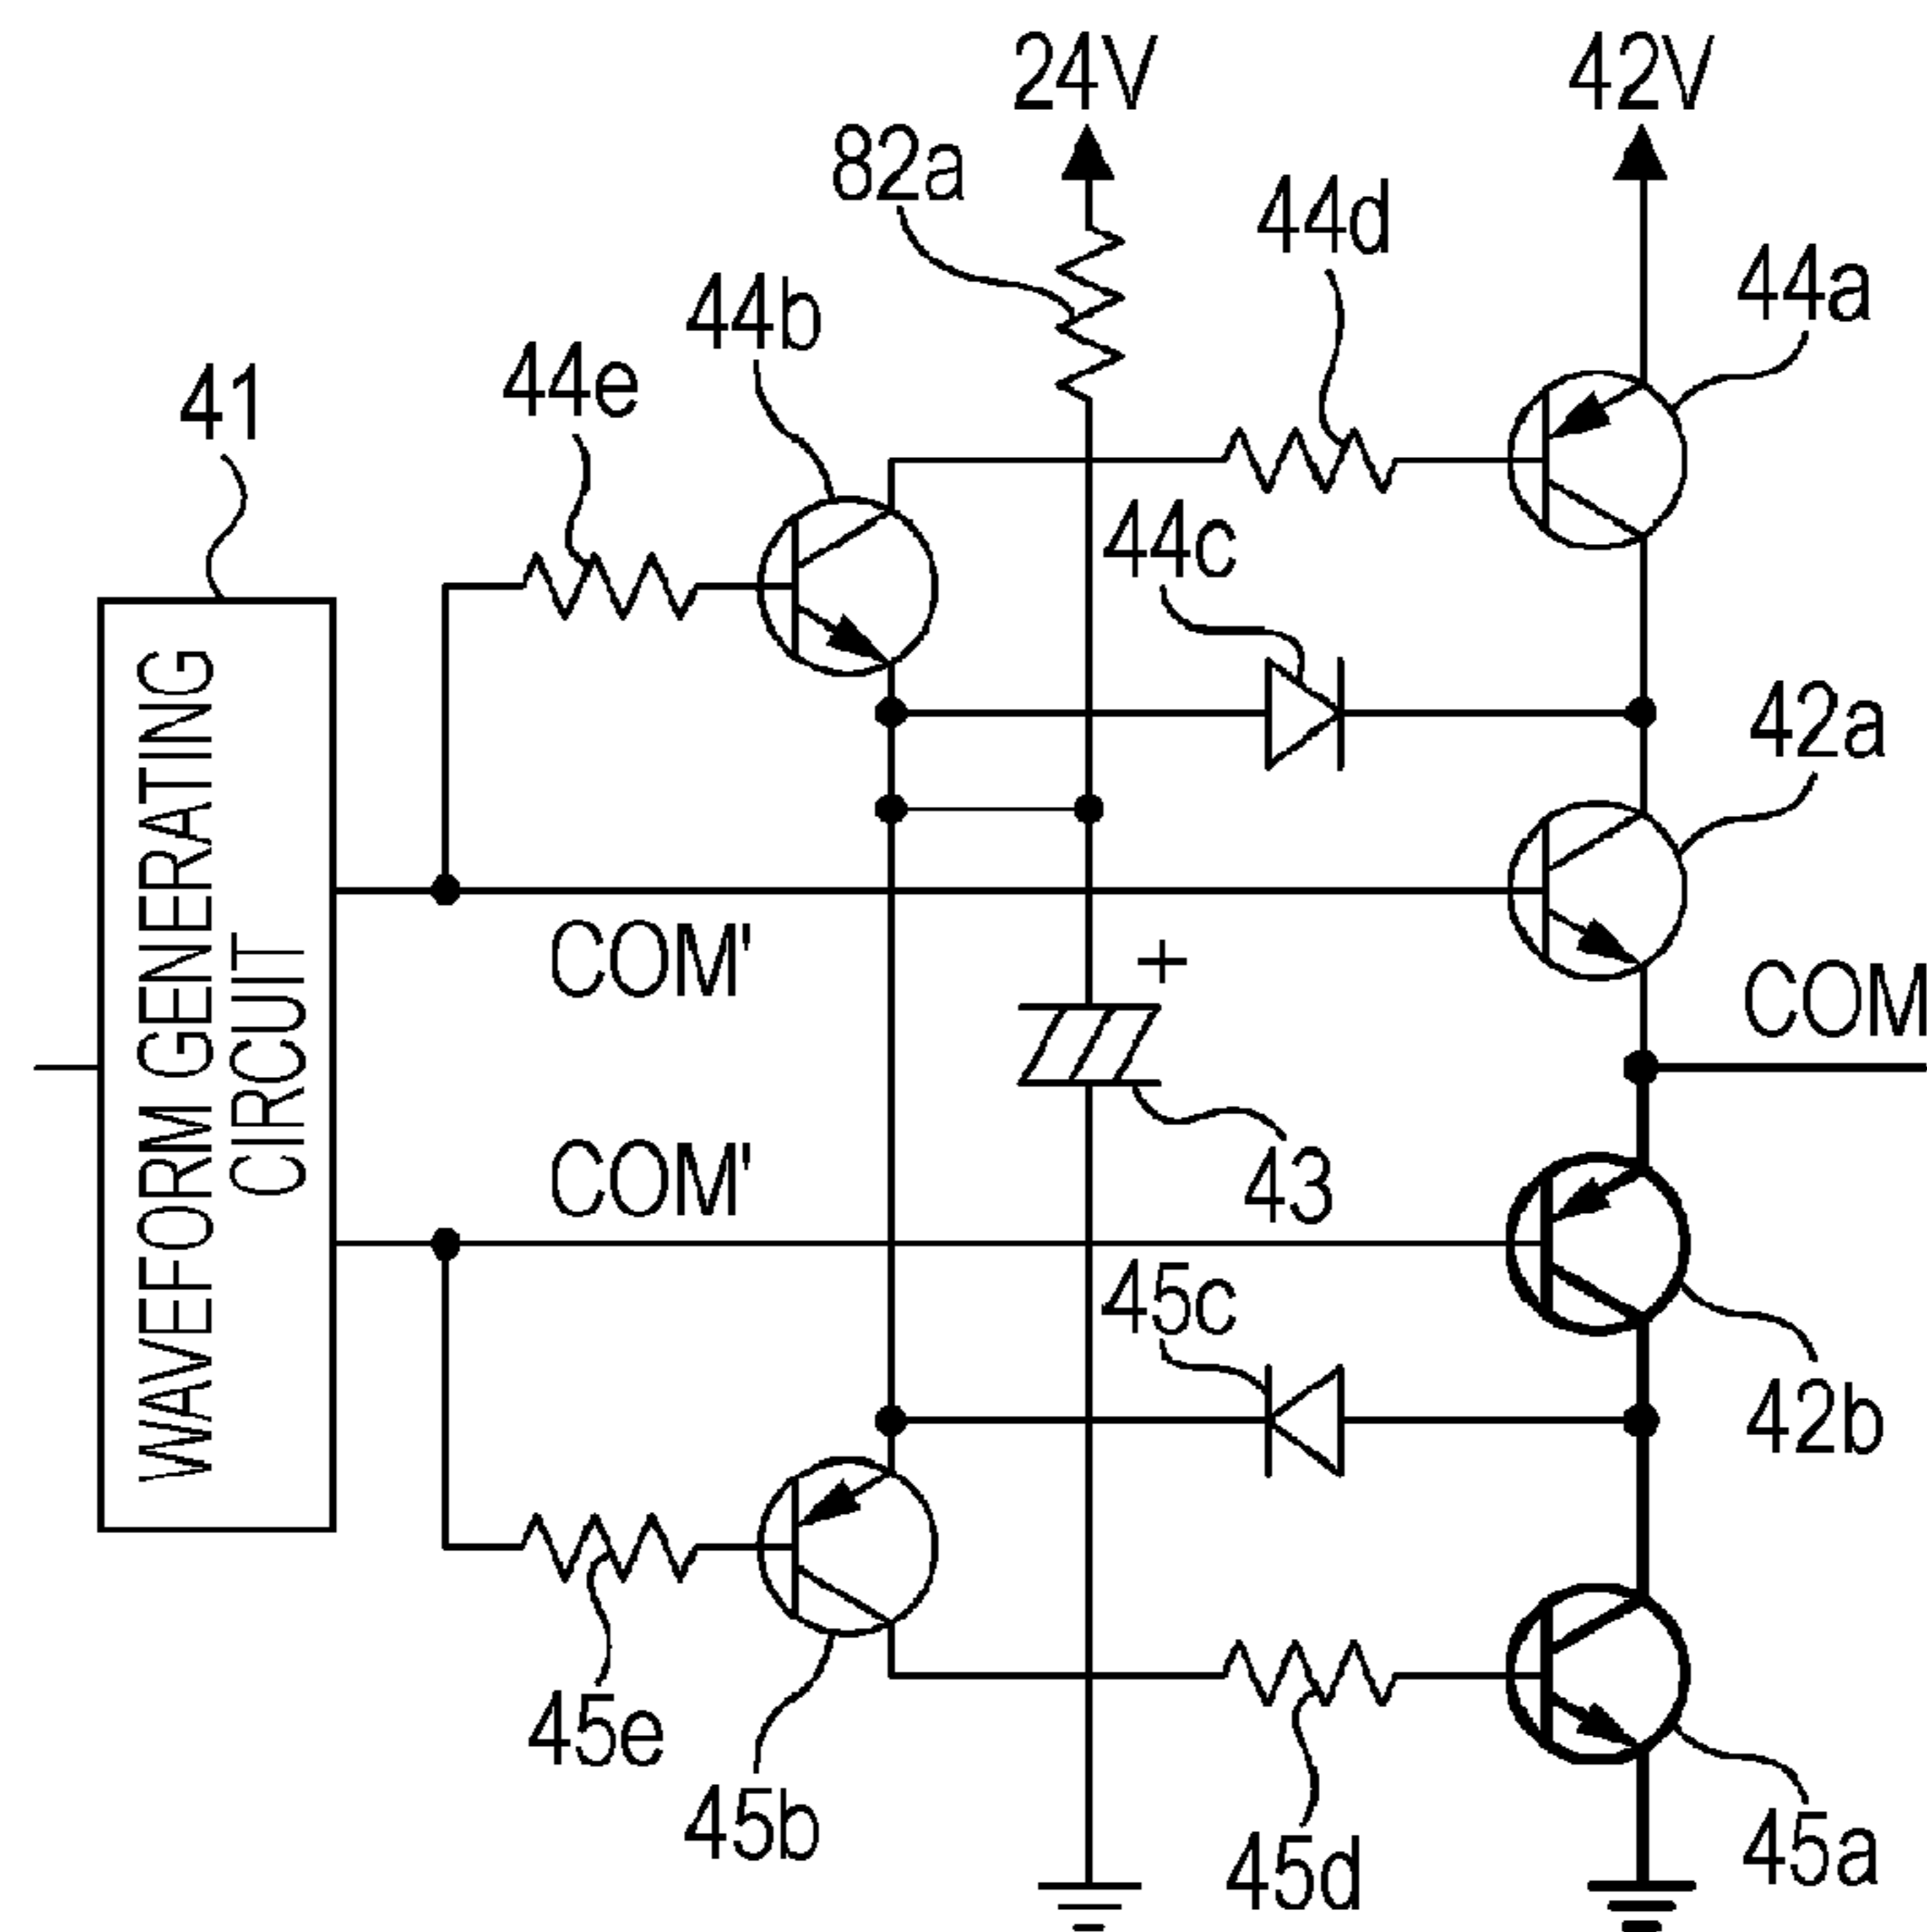 24V
42V
82a
44d
44a
44b
44e
41
44c
42a
WAVEFORM GENERATING
CIRCUIT
COM'
+
COM
COM'
43
45c
42b
45e
45b
45d
45a